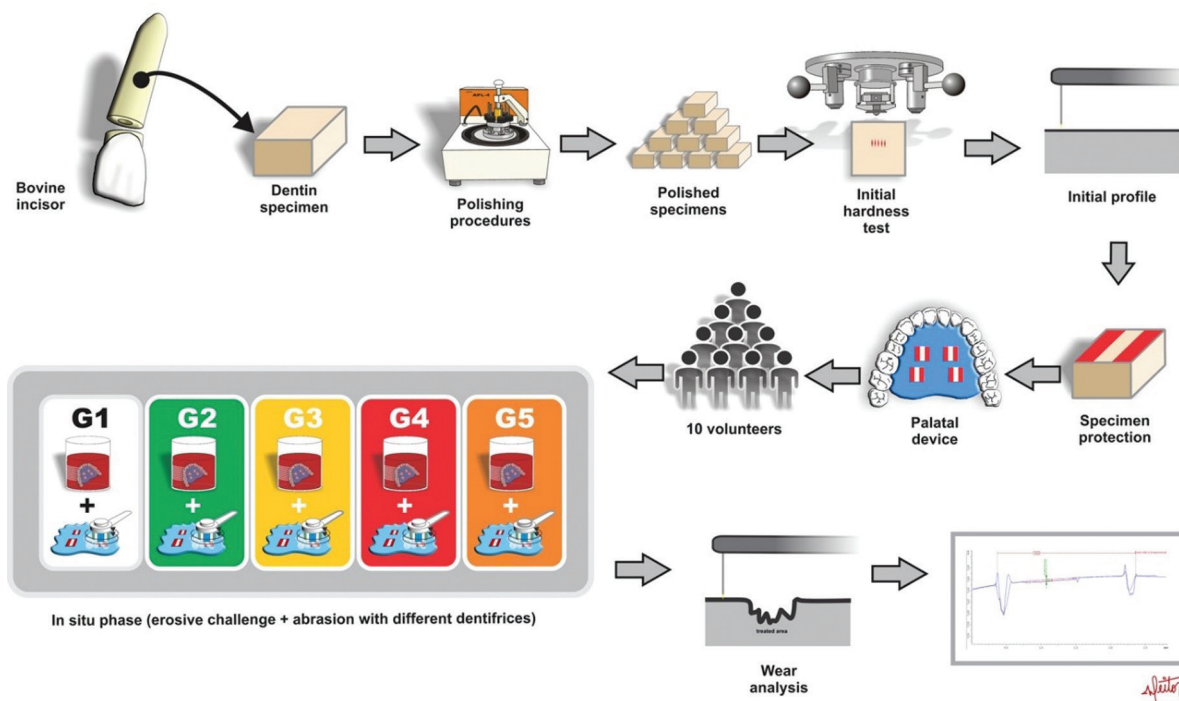 Bovine
incisor
Dentin
specimen
APL-4
Polishing
procedures
Polished
specimens
Initial
hardness
test
Initial profile
Specimen
protection
Palatal
device
10 volunteers
G1
G2
G3
G4
G5
+
+
+
+
+
In situ phase (erosive challenge + abrasion with different dentifrices)
treated area
Wear
analysis